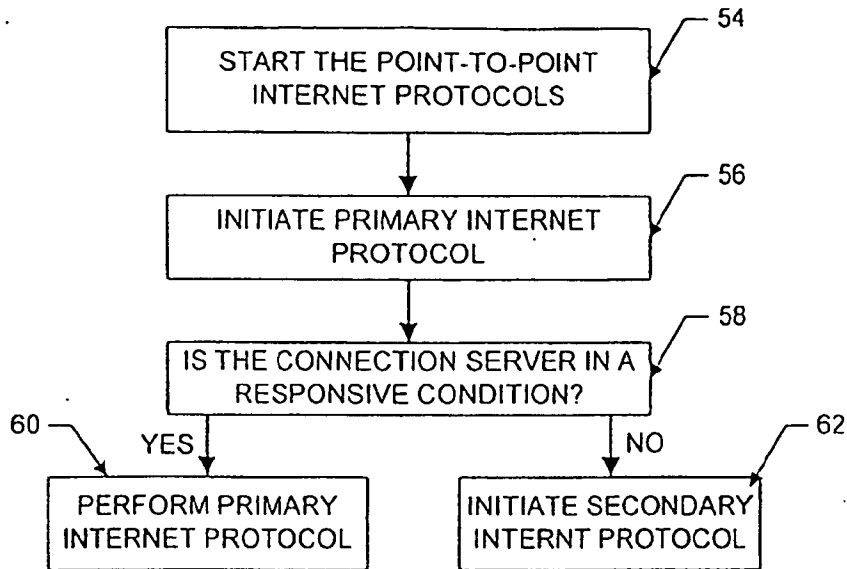 54
START THE POINT-TO-POINT
INTERNET PROTOCOLS
56
INITIATE PRIMARY INTERNET
PROTOCOL
58
IS THE CONNECTION SERVER IN A
RESPONSIVE CONDITION?
60
YES
NO
62
PERFORM PRIMARY
INTERNET PROTOCOL
INITIATE SECONDARY
INTERNT PROTOCOL